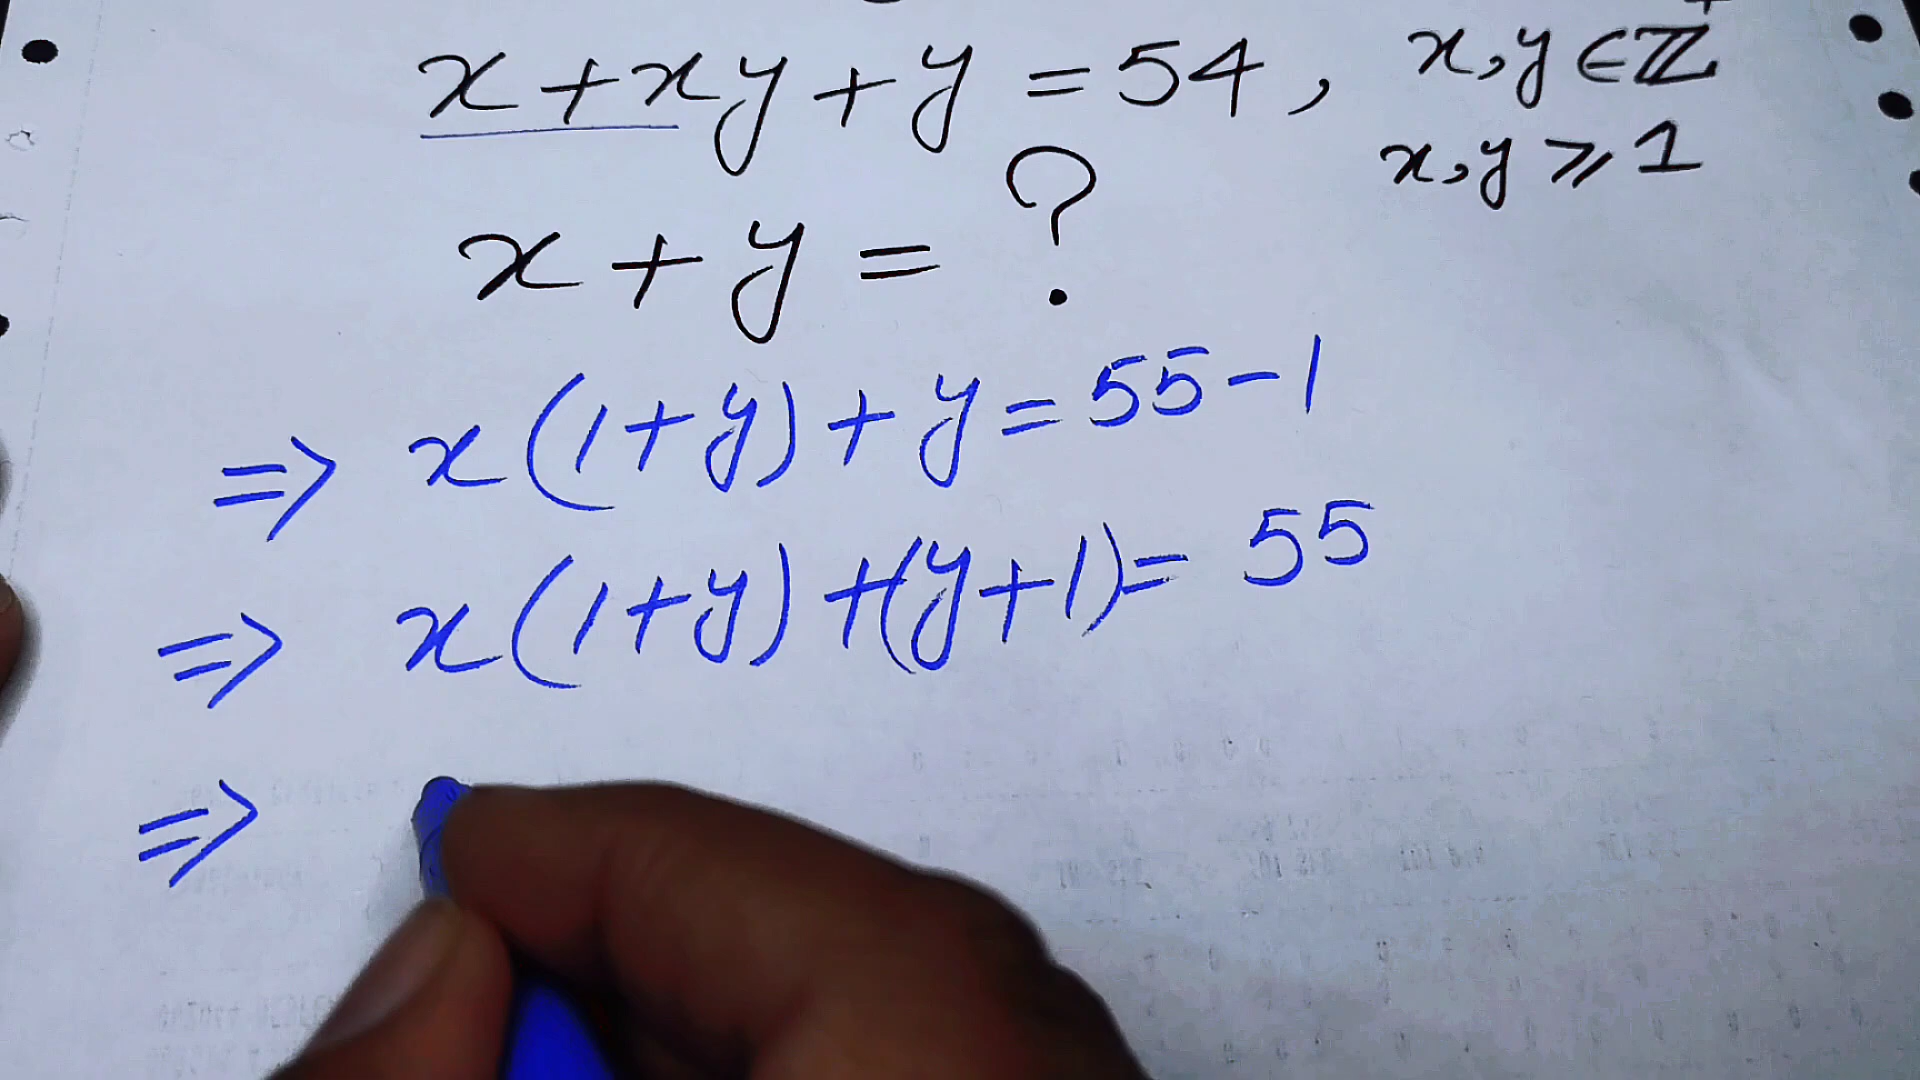 x + xy + y = 54, x, y ∈ ℤ⁺
x, y ⩾ 1
x + y = ?
⇒ x(1+y) + y = 55 - 1
⇒ x(1+y) + (y+1) = 55
⇒